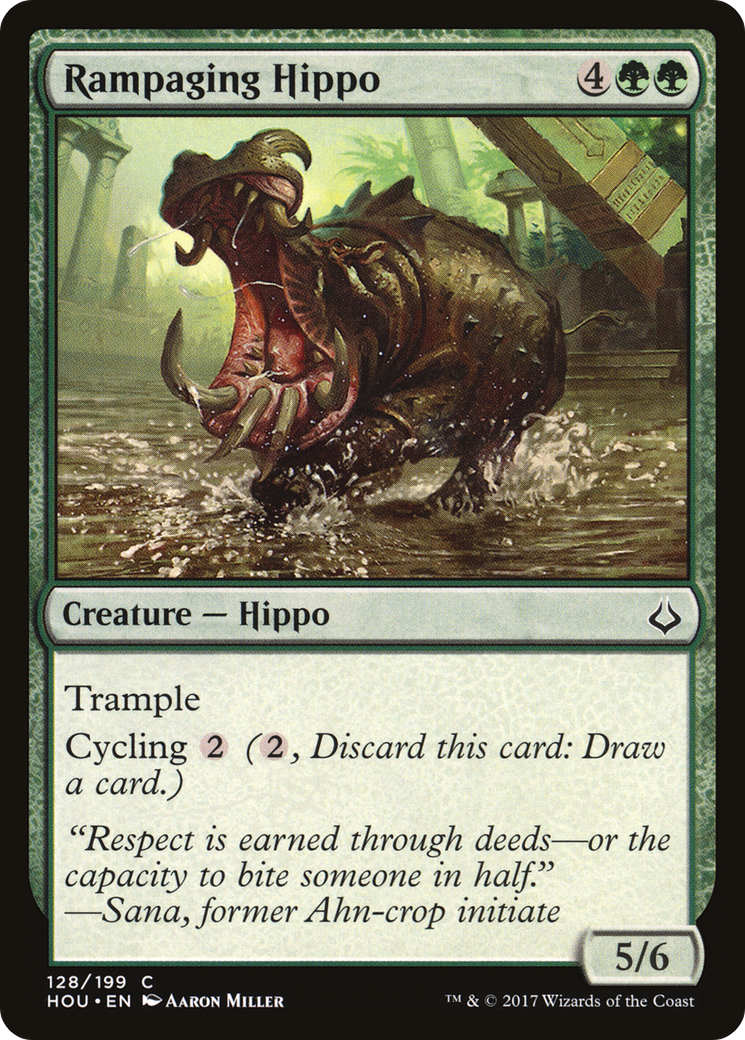 Rampaging Hippo 4
Creature — Hippo
Trample
Cycling 2 (2, Discard this card: Draw
a card.)
“Respect is earned through deeds—or the
capacity to bite someone in half.”
—Sana, former Ahn-crop initiate
5/6
128/199 C
HOU • EN Aaron Miller
™ & © 2017 Wizards of the Coast